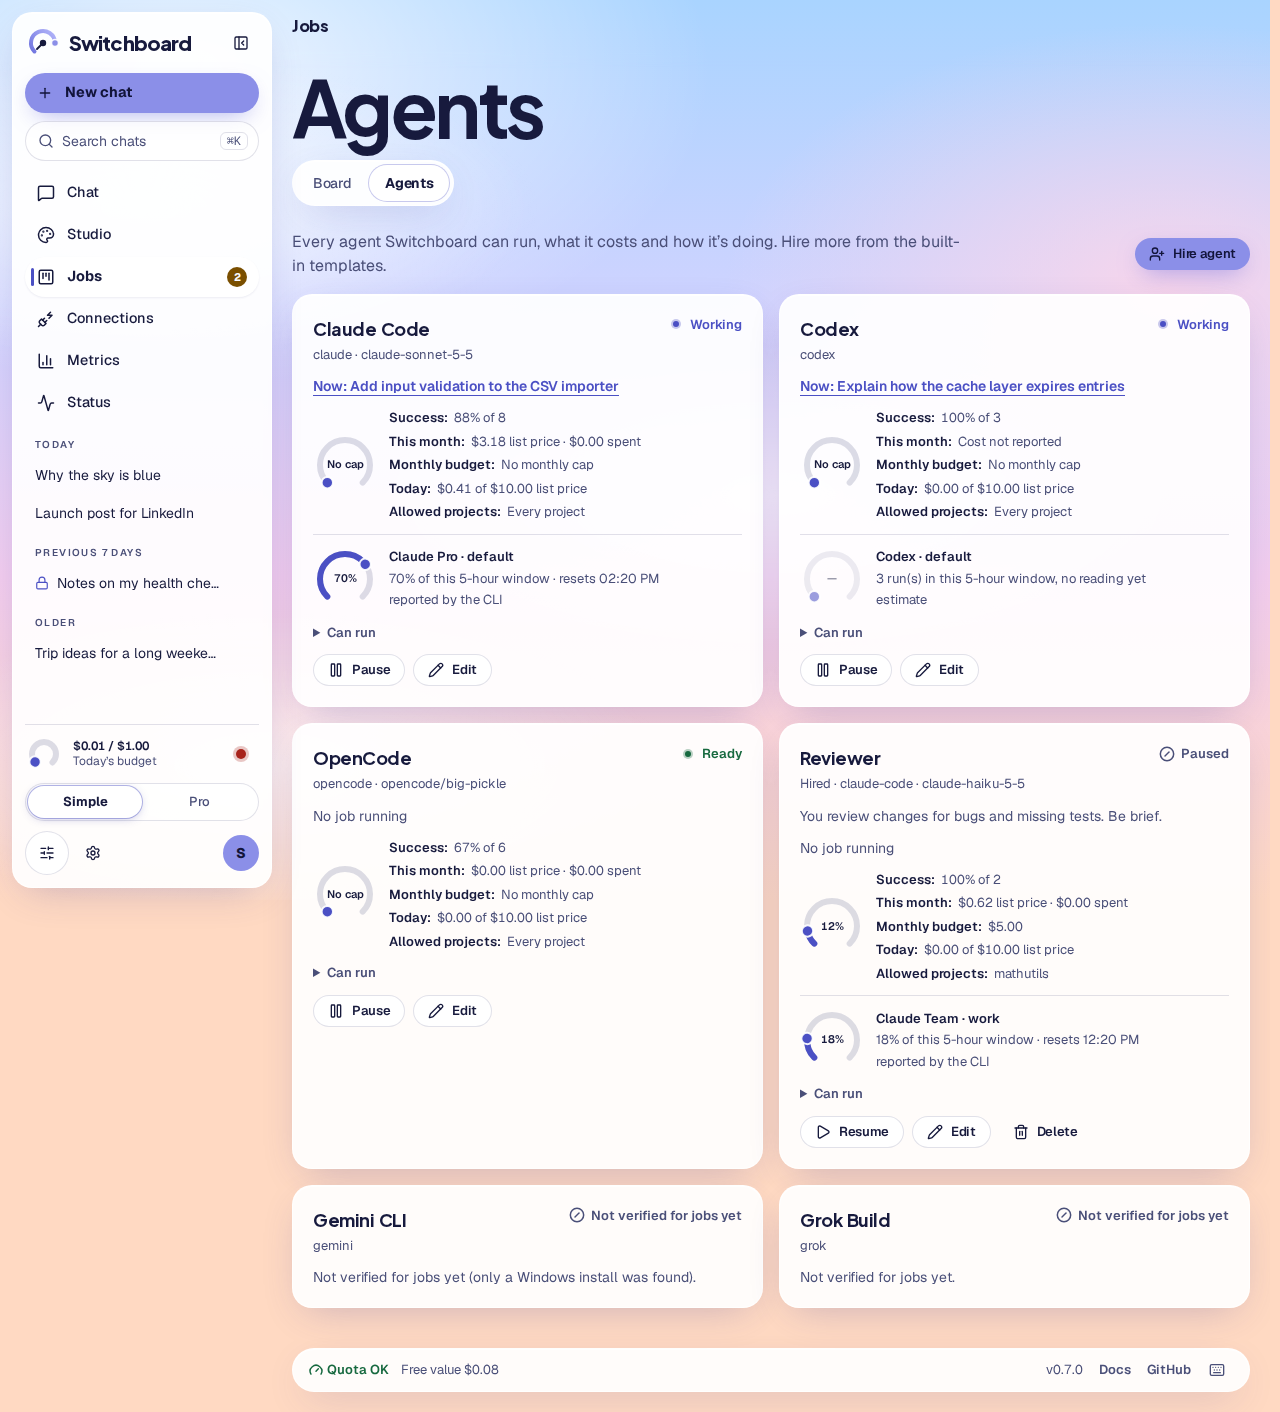 Switchboard
New chat
Search chats
⌘K
Chat
Studio
Jobs
2
Connections
Metrics
Status
TODAY
Why the sky is blue
Launch post for LinkedIn
PREVIOUS 7 DAYS
Notes on my health che…
OLDER
Trip ideas for a long weeke…
$0.01 / $1.00
Today's budget
Simple
Pro
S
Jobs
Agents
Board
Agents
Every agent Switchboard can run, what it costs and how it’s doing. Hire more from the built-
in templates.
Hire agent
Claude Code
Working
claude · claude-sonnet-5-5
Now: Add input validation to the CSV importer
No cap
Success: 88% of 8
This month: $3.18 list price · $0.00 spent
Monthly budget: No monthly cap
Today: $0.41 of $10.00 list price
Allowed projects: Every project
70%
Claude Pro · default
70% of this 5-hour window · resets 02:20 PM
reported by the CLI
Can run
Pause
Edit
Codex
Working
codex
Now: Explain how the cache layer expires entries
No cap
Success: 100% of 3
This month: Cost not reported
Monthly budget: No monthly cap
Today: $0.00 of $10.00 list price
Allowed projects: Every project
—
Codex · default
3 run(s) in this 5-hour window, no reading yet
estimate
Can run
Pause
Edit
OpenCode
Ready
opencode · opencode/big-pickle
No job running
No cap
Success: 67% of 6
This month: $0.00 list price · $0.00 spent
Monthly budget: No monthly cap
Today: $0.00 of $10.00 list price
Allowed projects: Every project
Can run
Pause
Edit
Reviewer
Paused
Hired · claude-code · claude-haiku-5-5
You review changes for bugs and missing tests. Be brief.
No job running
12%
Success: 100% of 2
This month: $0.62 list price · $0.00 spent
Monthly budget: $5.00
Today: $0.00 of $10.00 list price
Allowed projects: mathutils
18%
Claude Team · work
18% of this 5-hour window · resets 12:20 PM
reported by the CLI
Can run
Resume
Edit
Delete
Gemini CLI
Not verified for jobs yet
gemini
Not verified for jobs yet (only a Windows install was found).
Grok Build
Not verified for jobs yet
grok
Not verified for jobs yet.
Quota OK
Free value $0.08
v0.7.0
Docs
GitHub